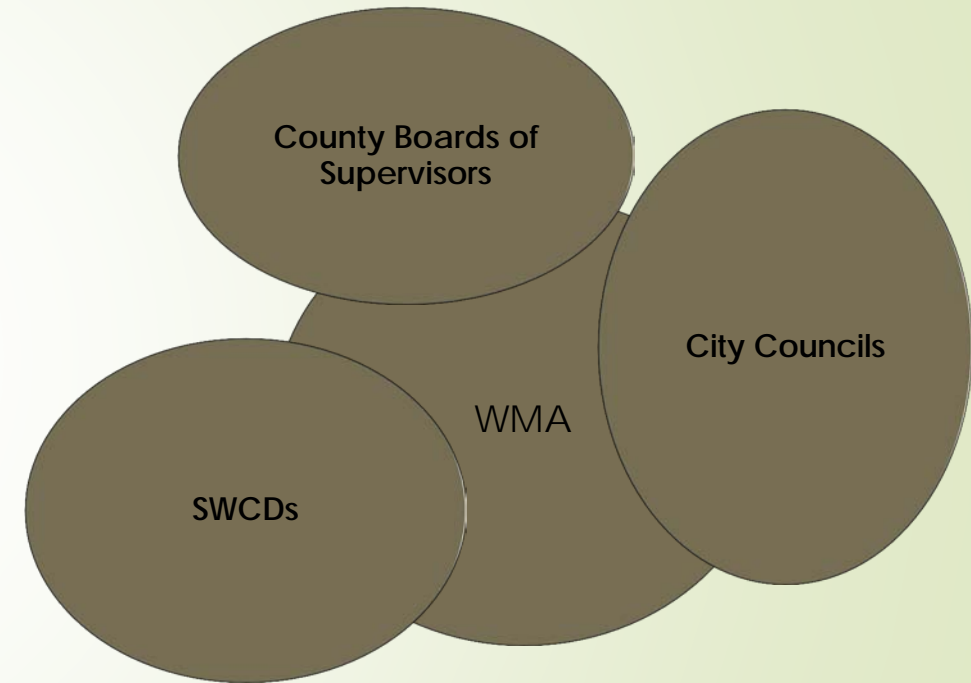 County Boards of
Supervisors
City Councils
WMA
SWCDs